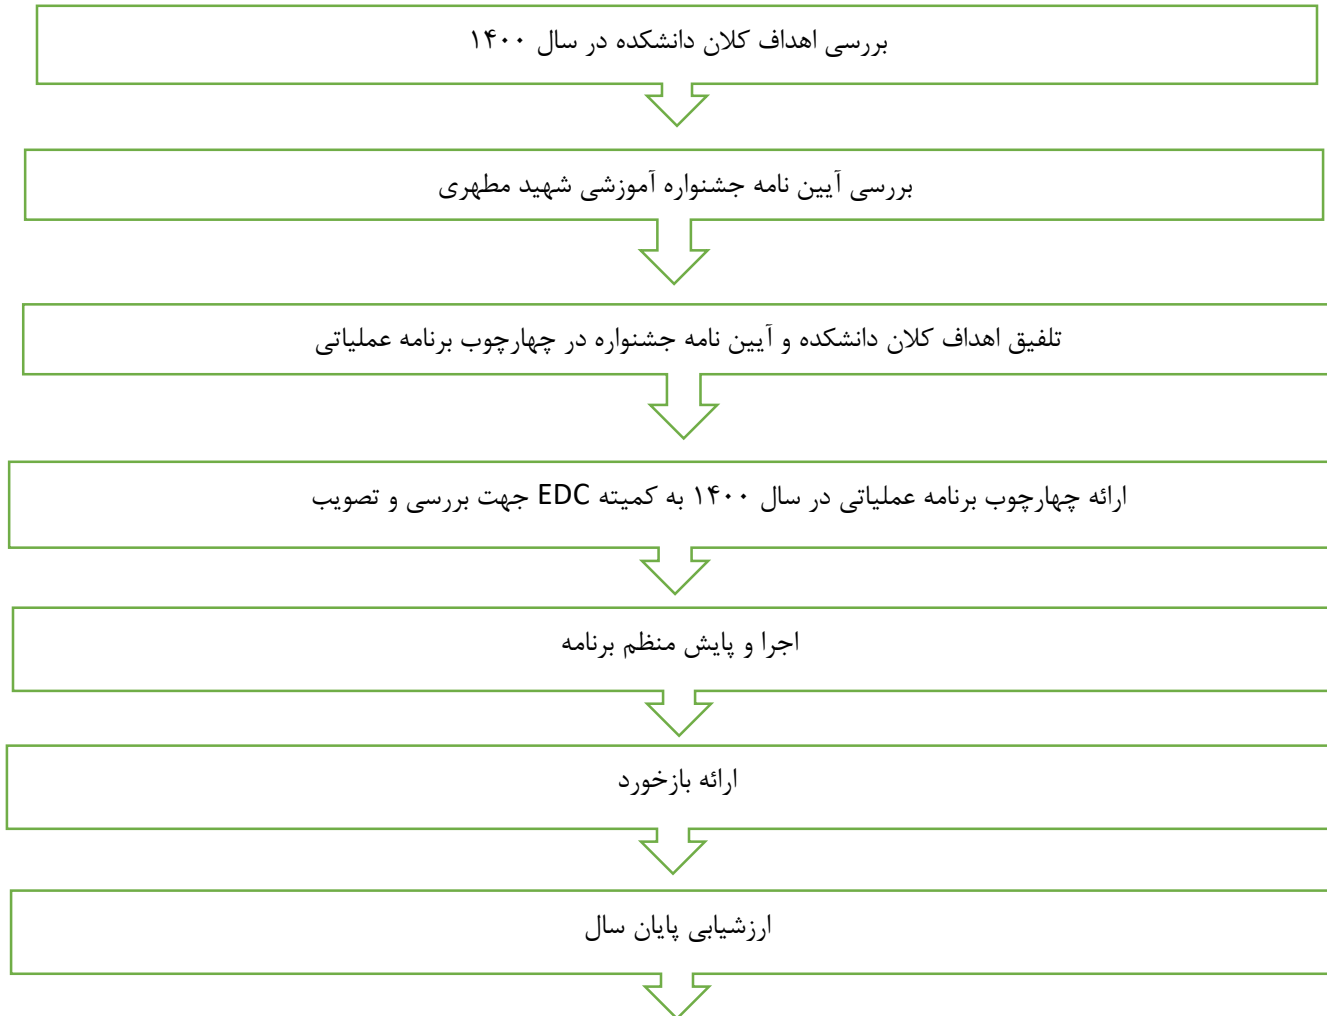 بررسی اهداف کلان دانشکده در سال ۱۴۰۰
بررسی آیین نامه جشنواره آموزشی شهید مطهری
تلفیق اهداف کلان دانشکده و آیین نامه جشنواره در چهارچوب برنامه عملیاتی
ارائه چهارچوب برنامه عملیاتی در سال ۱۴۰۰ به کمیته EDC جهت بررسی و تصویب
اجرا و پایش منظم برنامه
ارائه بازخورد
ارزشیابی پایان سال